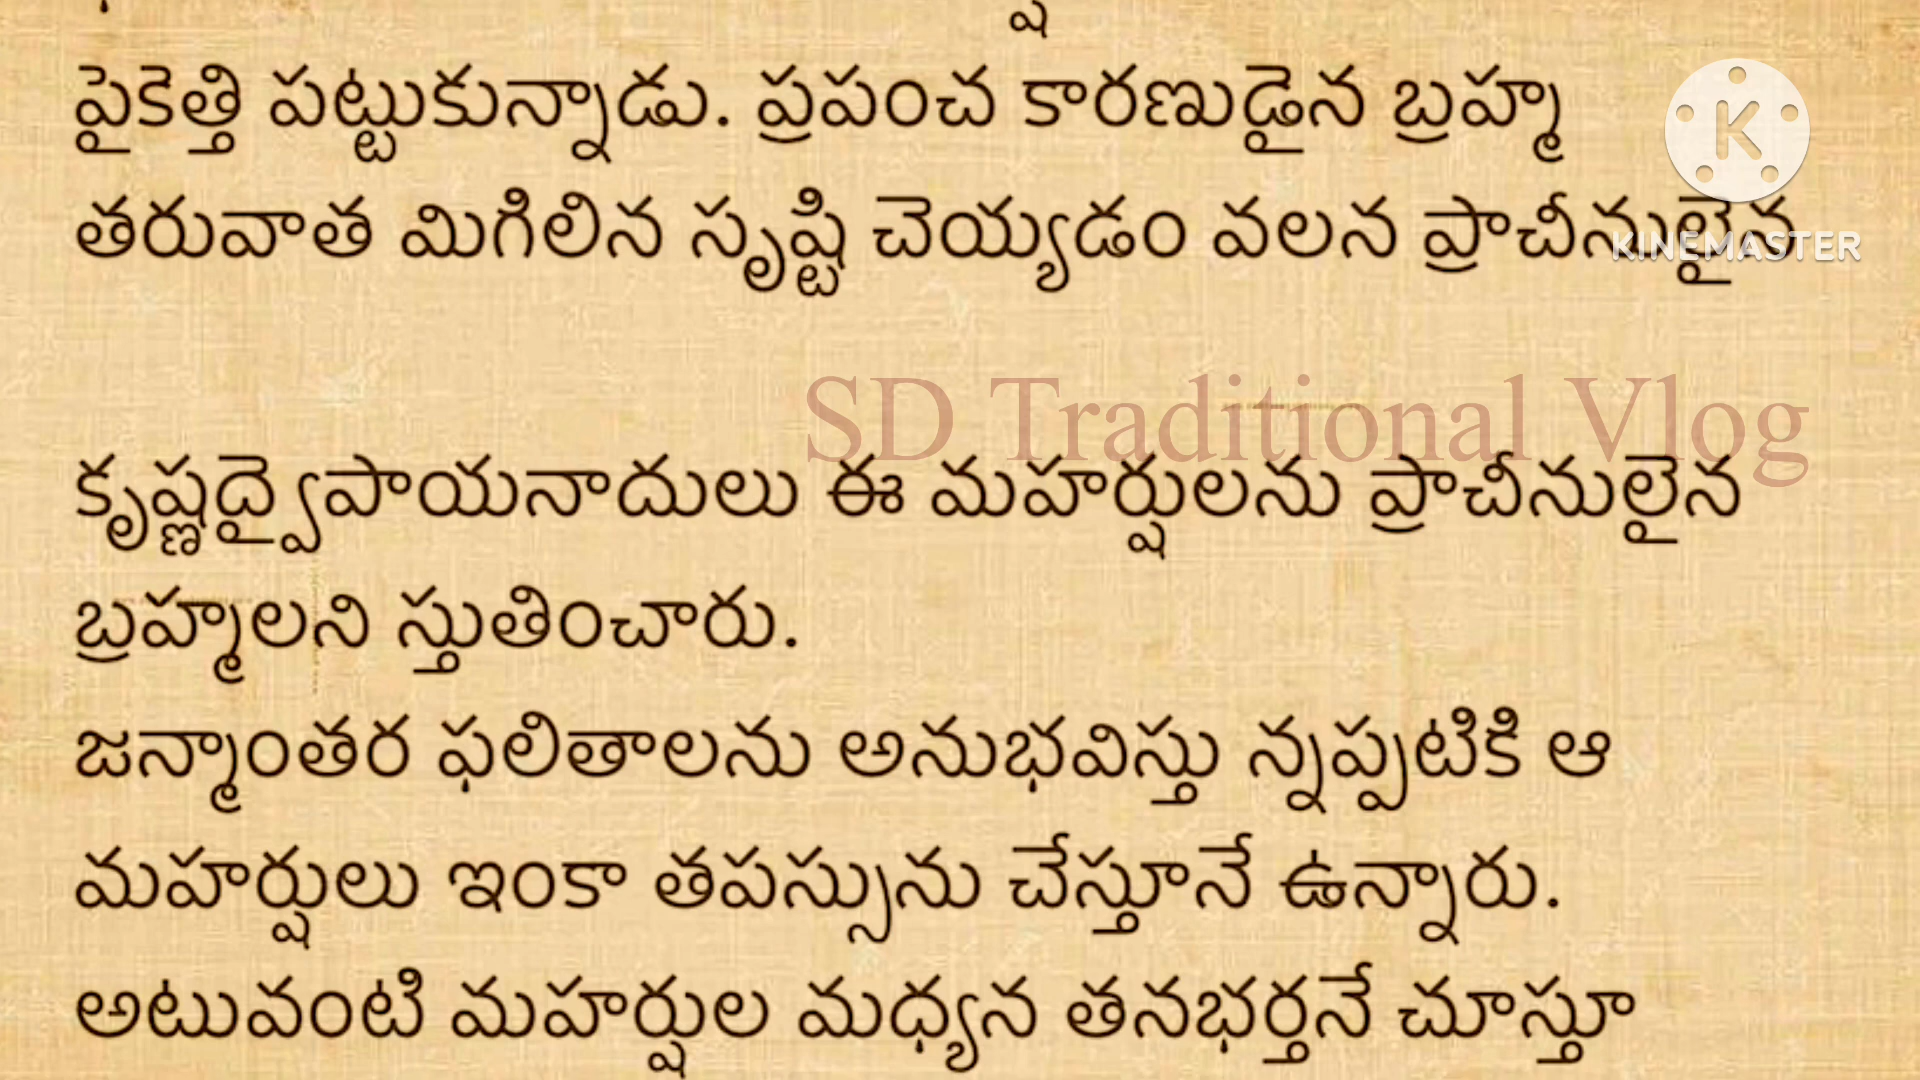 పైకెత్తి పట్టుకున్నాడు. ప్రపంచ కారణుడైన బ్రహ్మ
తరువాత మిగిలిన సృష్టి చెయ్యడం వలన ప్రాచీనులైన
KINEMASTER
SD Traditional Vlog
కృష్ణద్వైపాయనాదులు ఈ మహర్షులను ప్రాచీనులైన
బ్రహ్మలని స్తుతించారు.
జన్మాంతర ఫలితాలను అనుభవిస్తు న్నప్పటికి ఆ
మహర్షులు ఇంకా తపస్సును చేస్తూనే ఉన్నారు.
అటువంటి మహర్షుల మధ్యన తనభర్తనే చూస్తూ